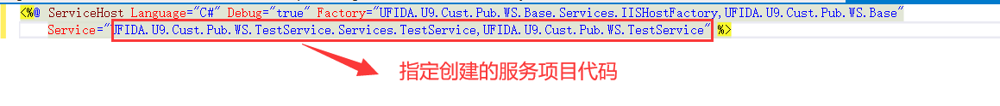 <%@ ServiceHost Language="C#" Debug="true" Factory="UFIDA.U9.Cust.Pub.WS.Base.Services.IISHostFactory,UFIDA.U9.Cust.Pub.WS.Base"
Service="UFIDA.U9.Cust.Pub.WS.TestService.Services.TestService,UFIDA.U9.Cust.Pub.WS.TestService" %>
指定创建的服务项目代码